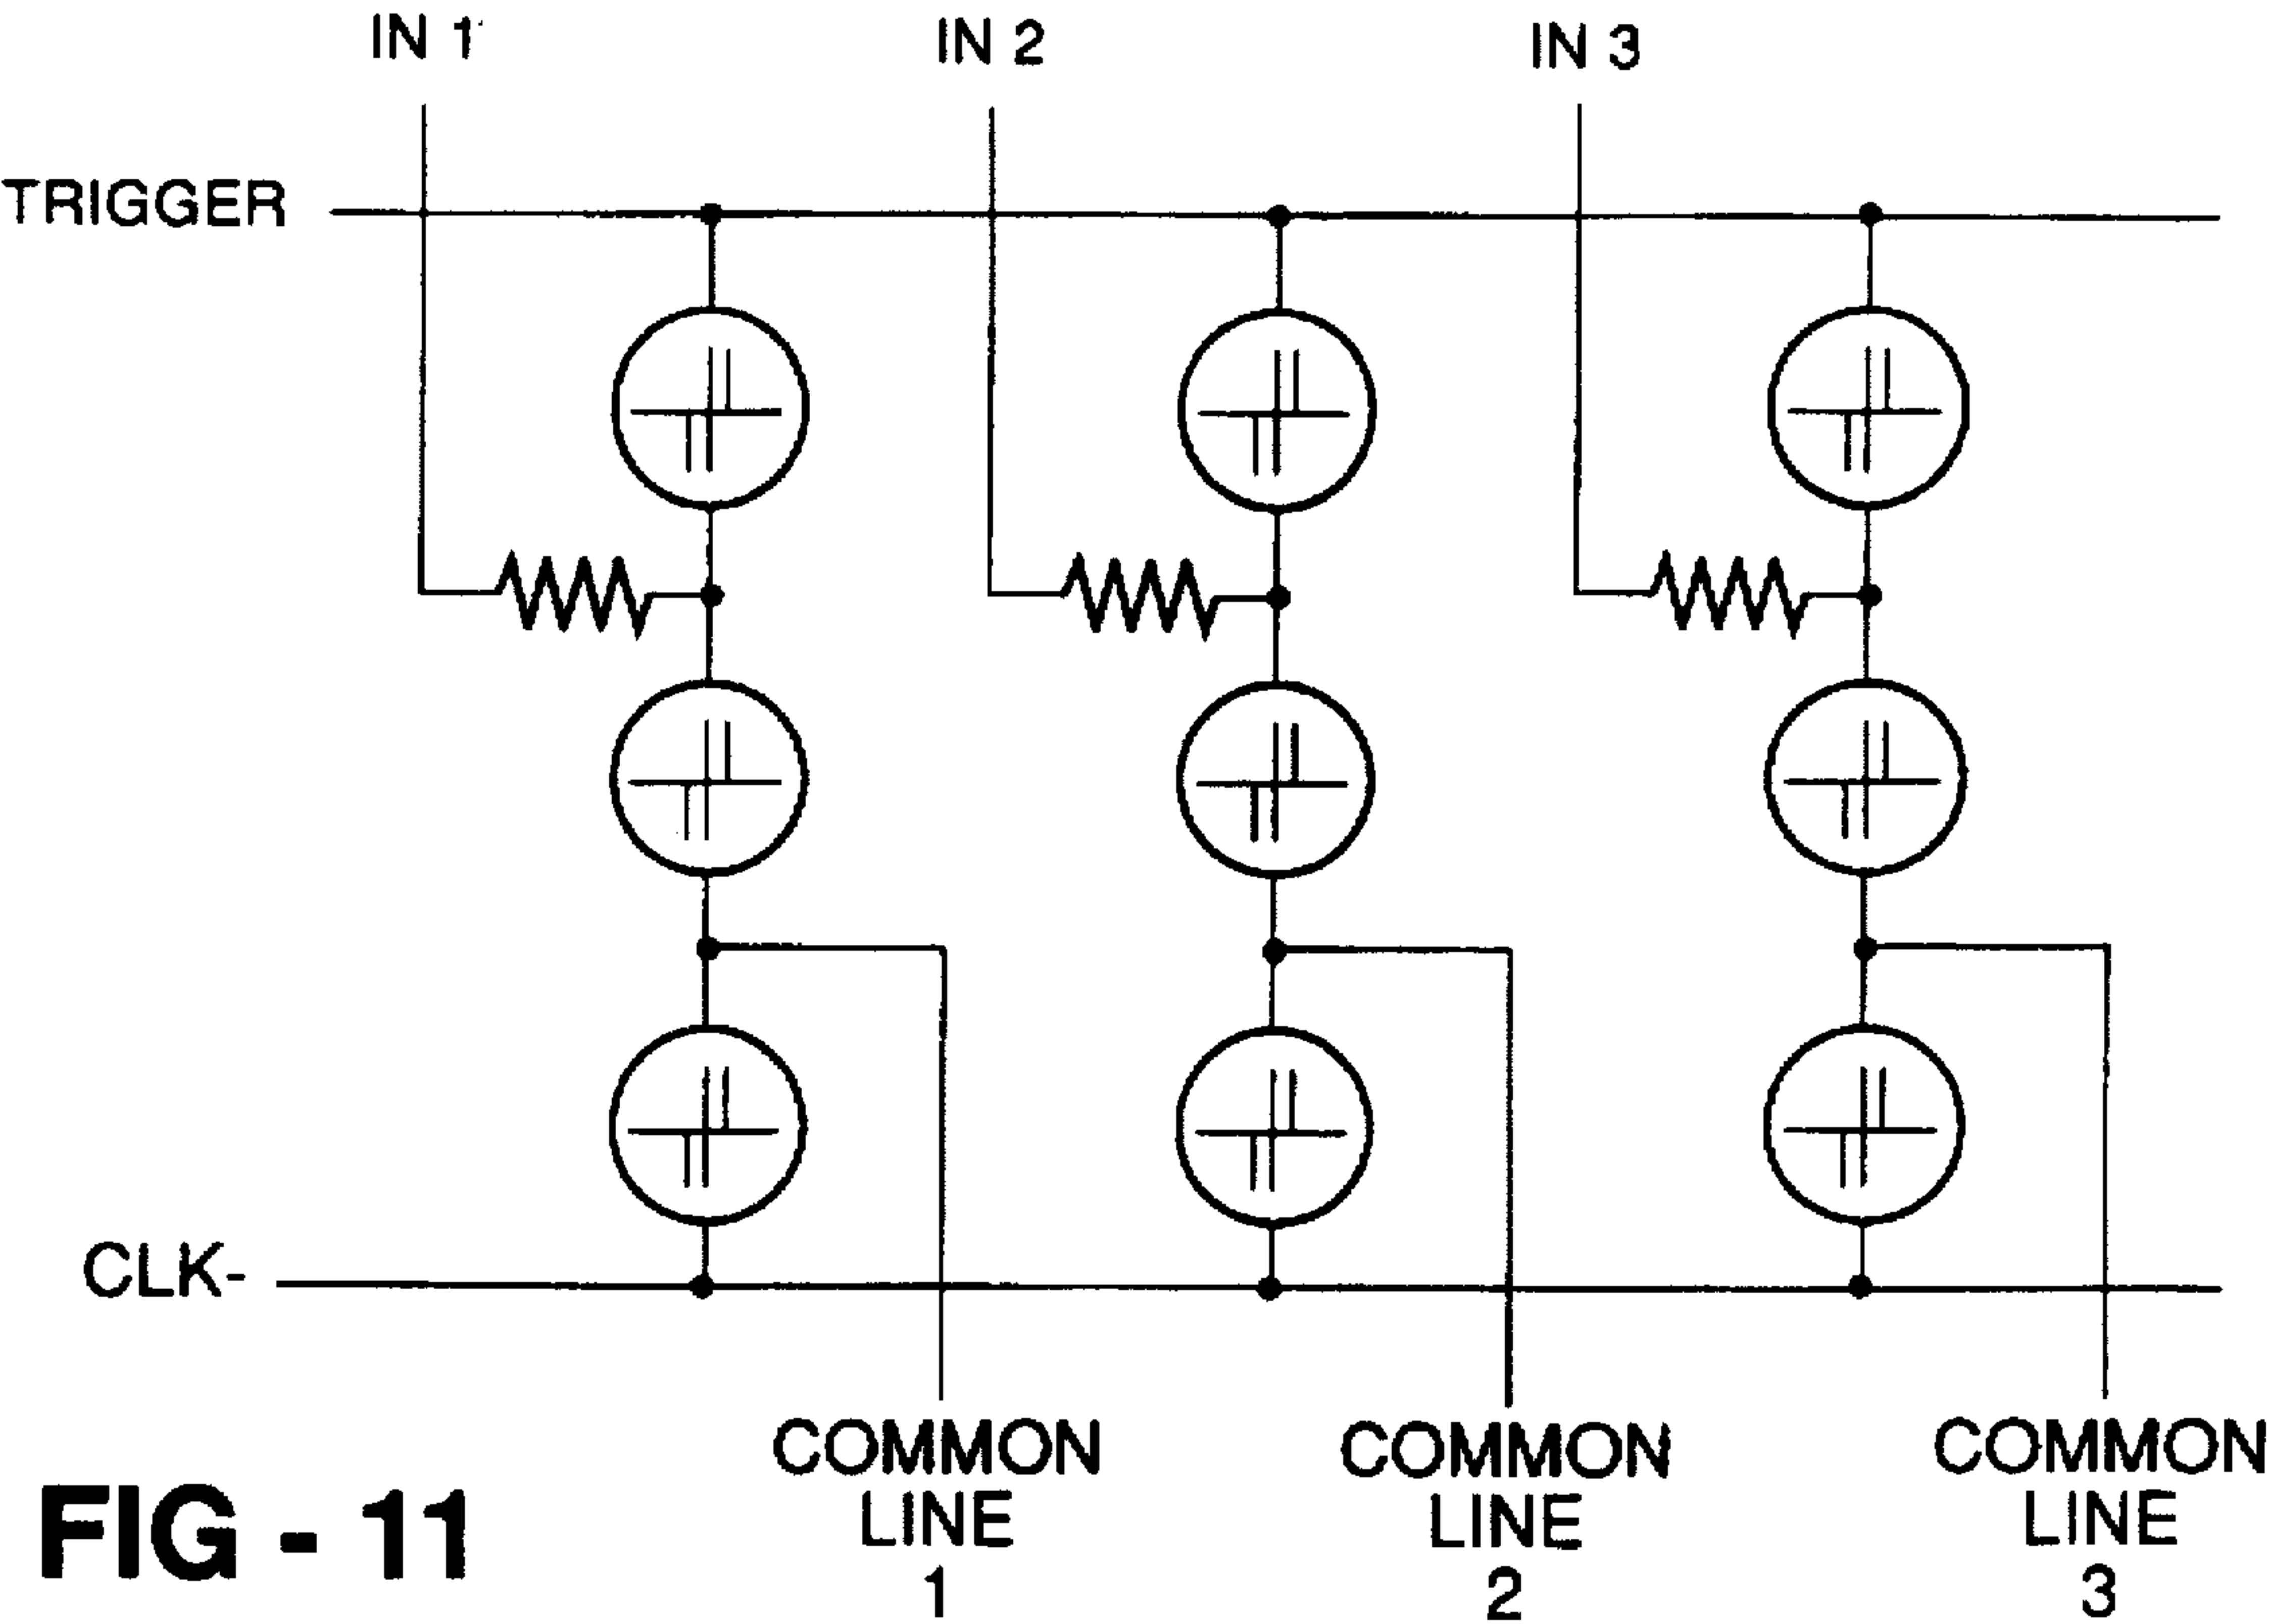 IN 1
IN 2
IN 3
TRIGGER
CLK-
COMMON
LINE
1
COMMON
LINE
2
COMMON
LINE
3
FIG - 11